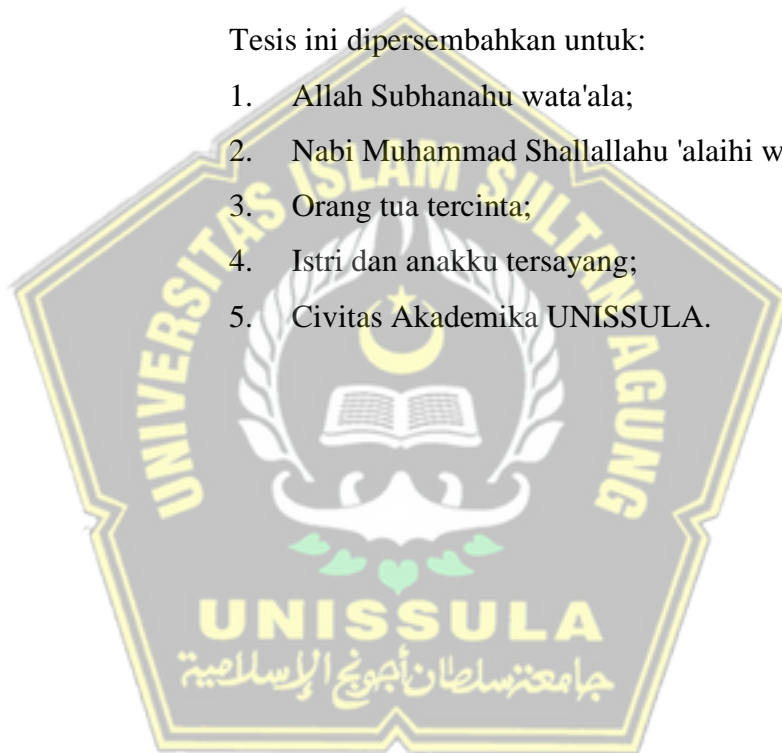 Tesis ini dipersembahkan untuk:
1. Allah Subhanahu wata'ala;
2. Nabi Muhammad Shallallahu 'alaihi w
3. Orang tua tercinta;
4. Istri dan anakku tersayang;
5. Civitas Akademika UNISSULA.
UNIVERSITAS ISLAM SULTAN AGUNG
UNISSULA
جامعة سلطان أجونج الإسلامية